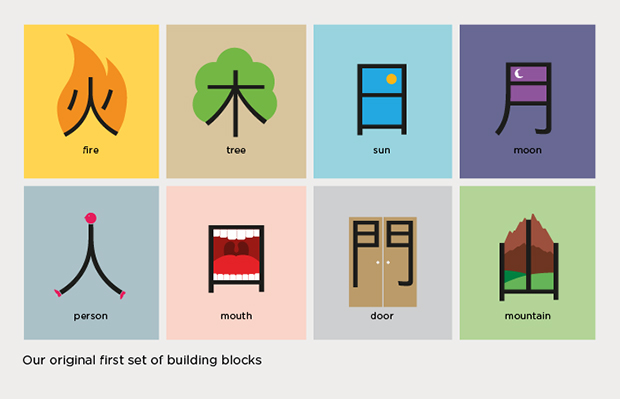 火 木 日 月
fire tree sun moon
人 口 門 山
person mouth door mountain
Our original first set of building blocks